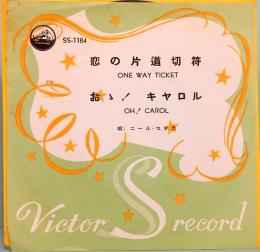 SS-1184
恋の片道切符
ONE WAY TICKET
おゝ! キャロル
OH! CAROL
唄) ニール・セダカ
Victor S record